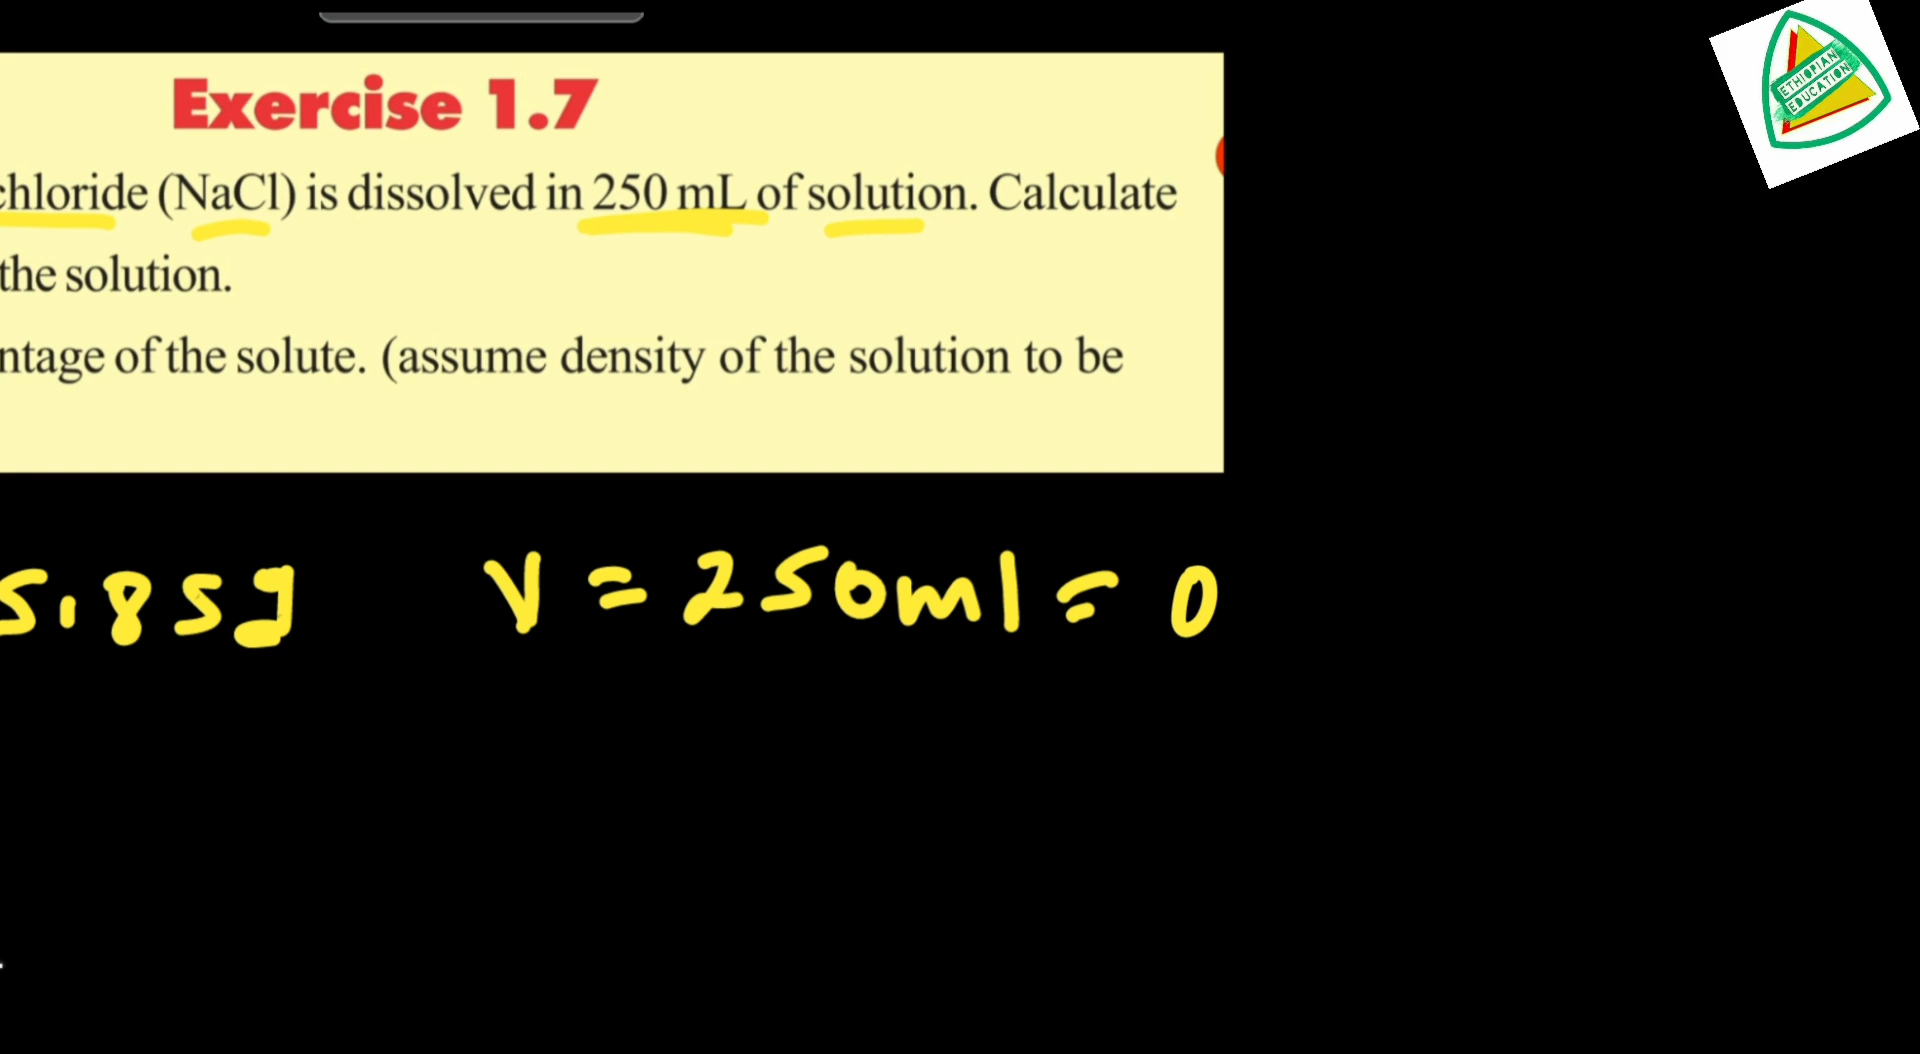 ETHIOPIAN
EDUCATION
Exercise 1.7
chloride (NaCl) is dissolved in 250 mL of solution. Calculate
the solution.
ntage of the solute. (assume density of the solution to be
5.85g V = 250ml = 0